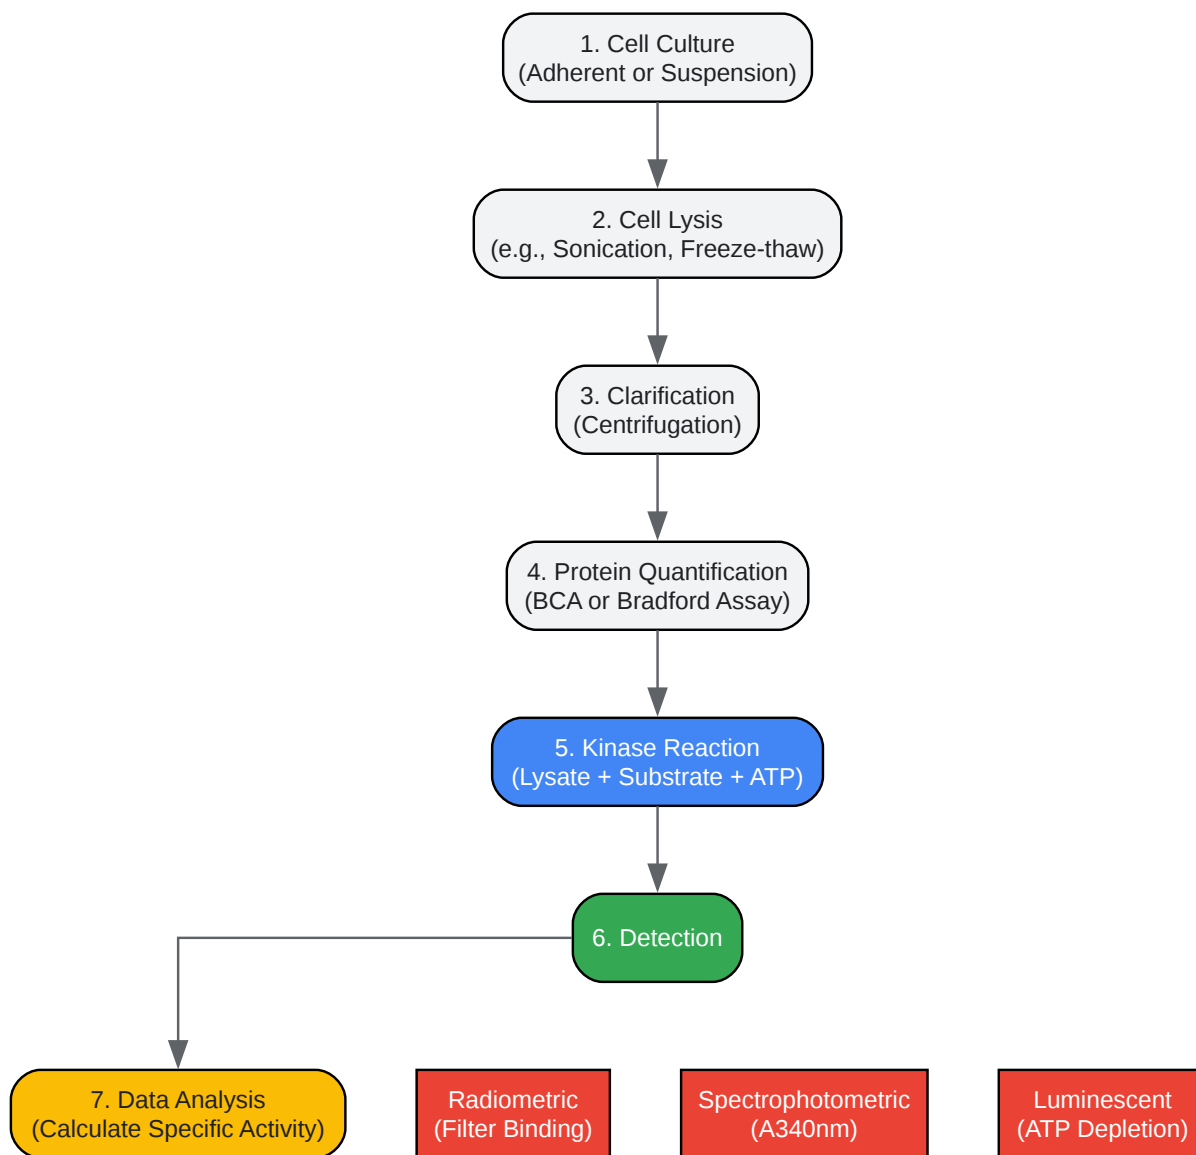 1. Cell Culture
(Adherent or Suspension)
2. Cell Lysis
(e.g., Sonication, Freeze-thaw)
3. Clarification
(Centrifugation)
4. Protein Quantification
(BCA or Bradford Assay)
5. Kinase Reaction
(Lysate + Substrate + ATP)
6. Detection
7. Data Analysis
(Calculate Specific Activity)
Radiometric
(Filter Binding)
Spectrophotometric
(A340nm)
Luminescent
(ATP Depletion)